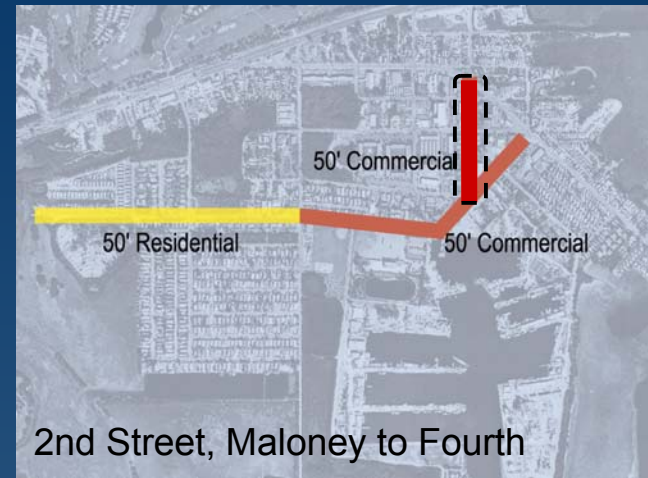 50' Commercial
50' Residential
50' Commercial
2nd Street, Maloney to Fourth